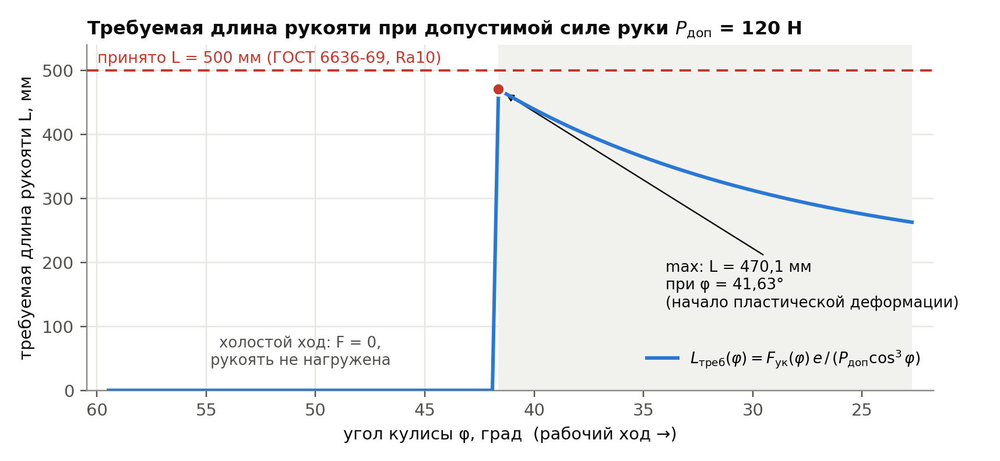 Требуемая длина рукояти при допустимой силе руки Pдоп = 120 Н
принято L = 500 мм (ГОСТ 6636-69, Ra10)
требуемая длина рукояти L, мм
500
400
300
200
100
0
max: L = 470,1 мм
при φ = 41,63°
(начало пластической деформации)
холостой ход: F = 0,
рукоять не нагружена
Lтреб(φ) = Fук(φ) e / (Pдоп cos³ φ)
60 55 50 45 40 35 30 25
угол кулисы φ, град (рабочий ход →)